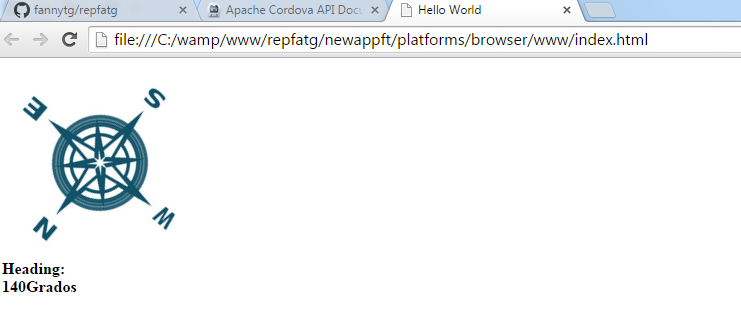 fannytg/repfatg
Apache Cordova API Docu
Hello World
file:///C:/wamp/www/repfatg/newappft/platforms/browser/www/index.html
S
E
W
N
Heading:
140Grados